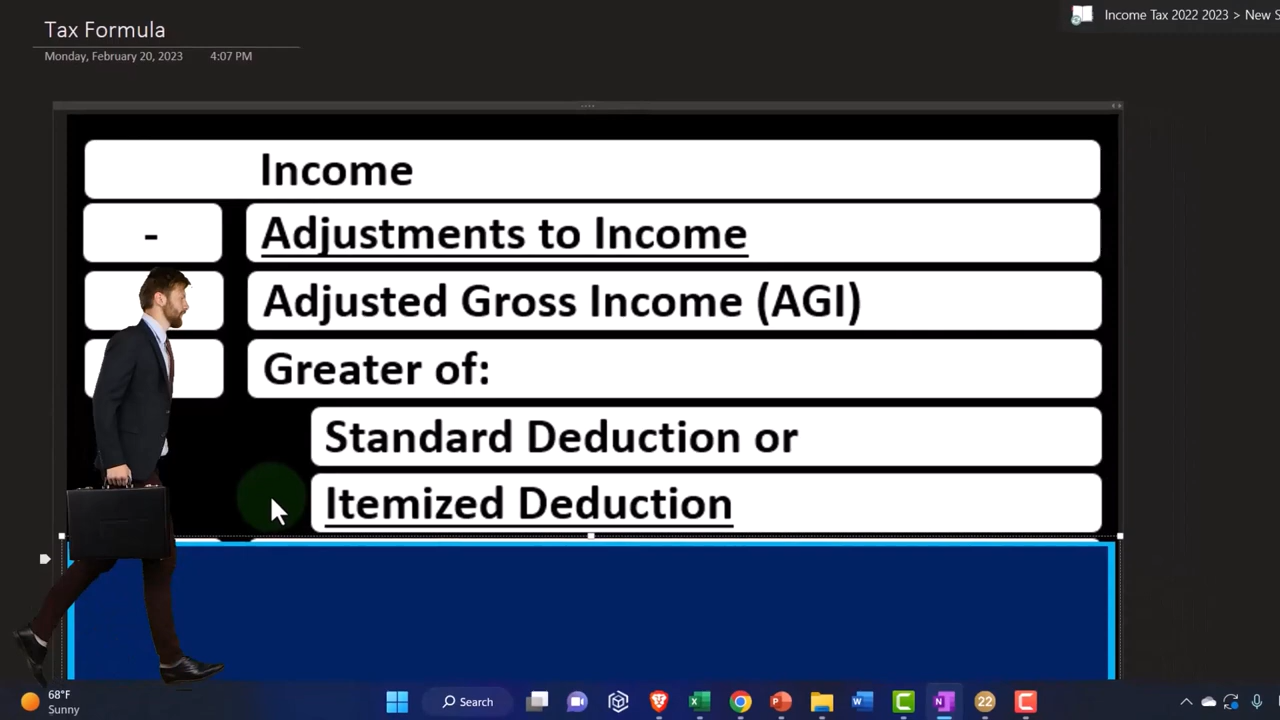 Tax Formula
Income Tax 2022 2023 > New S
Monday, February 20, 2023 4:07 PM
Income
- Adjustments to Income
Adjusted Gross Income (AGI)
Greater of:
Standard Deduction or
Itemized Deduction
68°F
Sunny
Search
22